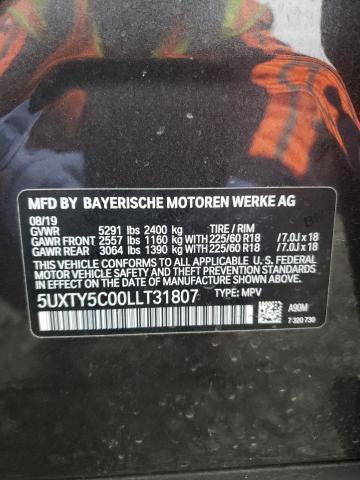 MFD BY BAYERISCHE MOTOREN WERKE AG
08/19
GVWR 5291 lbs 2400 kg TIRE / RIM
GAWR FRONT 2557 lbs 1160 kg WITH 225/60 R18 /7.0J x 18
GAWR REAR 3064 lbs 1390 kg WITH 225/60 R18 /7.0J x 18
THIS VEHICLE CONFORMS TO ALL APPLICABLE U.S. FEDERAL
MOTOR VEHICLE SAFETY STANDARDS IN EFFECT ON THE
DATE OF MANUFACTURE SHOWN ABOVE.
5UXTY5C00LLT31807 TYPE: MPV
A90M
7 320 730